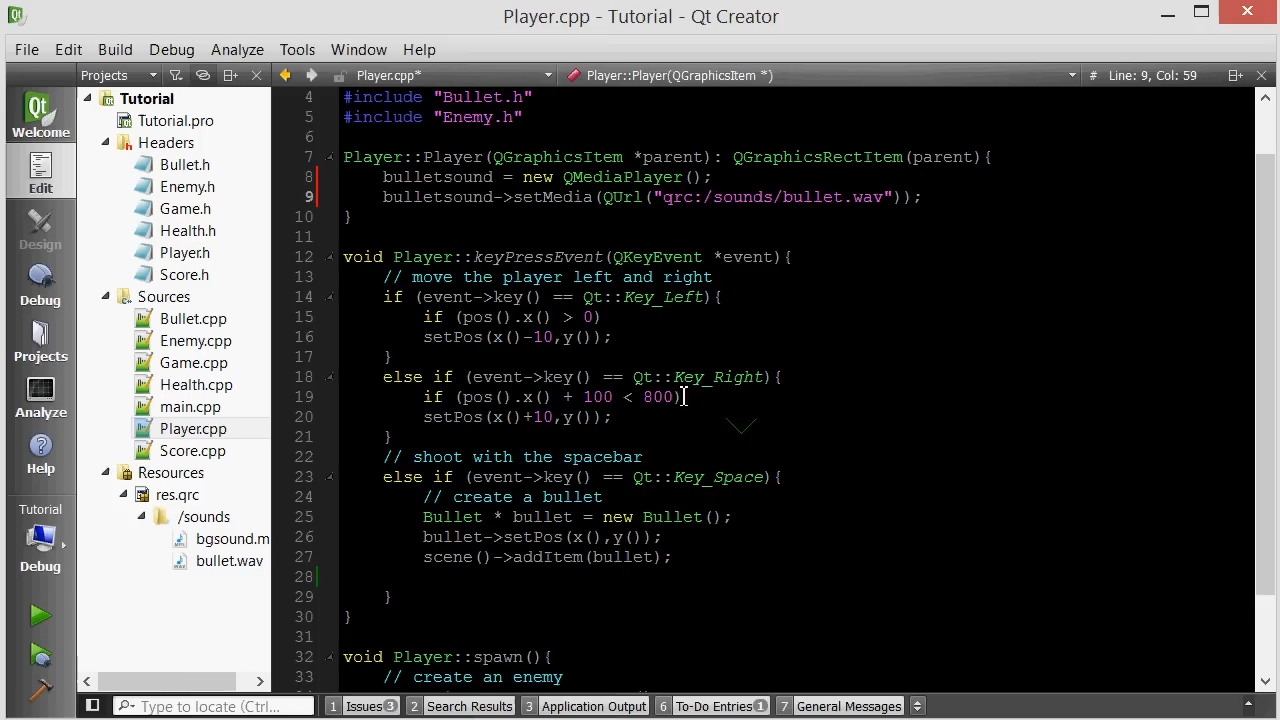 Player.cpp - Tutorial - Qt Creator
File Edit Build Debug Analyze Tools Window Help
Projects Player.cpp* Player::Player(QGraphicsItem *) # Line: 9, Col: 59
Welcome
Edit
Design
Debug
Projects
Analyze
Help
Tutorial
Debug
Tutorial
Tutorial.pro
Headers
Bullet.h
Enemy.h
Game.h
Health.h
Player.h
Score.h
Sources
Bullet.cpp
Enemy.cpp
Game.cpp
Health.cpp
main.cpp
Player.cpp
Score.cpp
Resources
res.qrc
/sounds
bgsound.m
bullet.wav
4 #include "Bullet.h"
5 #include "Enemy.h"
6
7 Player::Player(QGraphicsItem *parent): QGraphicsRectItem(parent){
8 bulletsound = new QMediaPlayer();
9 bulletsound->setMedia(QUrl("qrc:/sounds/bullet.wav"));
10 }
11
12 void Player::keyPressEvent(QKeyEvent *event){
13 // move the player left and right
14 if (event->key() == Qt::Key_Left){
15 if (pos().x() > 0)
16 setPos(x()-10,y());
17 }
18 else if (event->key() == Qt::Key_Right){
19 if (pos().x() + 100 < 800)
20 setPos(x()+10,y());
21 }
22 // shoot with the spacebar
23 else if (event->key() == Qt::Key_Space){
24 // create a bullet
25 Bullet * bullet = new Bullet();
26 bullet->setPos(x(),y());
27 scene()->addItem(bullet);
28
29 }
30 }
31
32 void Player::spawn(){
33 // create an enemy
Type to locate (Ctrl... 1 Issues 3 2 Search Results 3 Application Output 6 To-Do Entries 1 7 General Messages